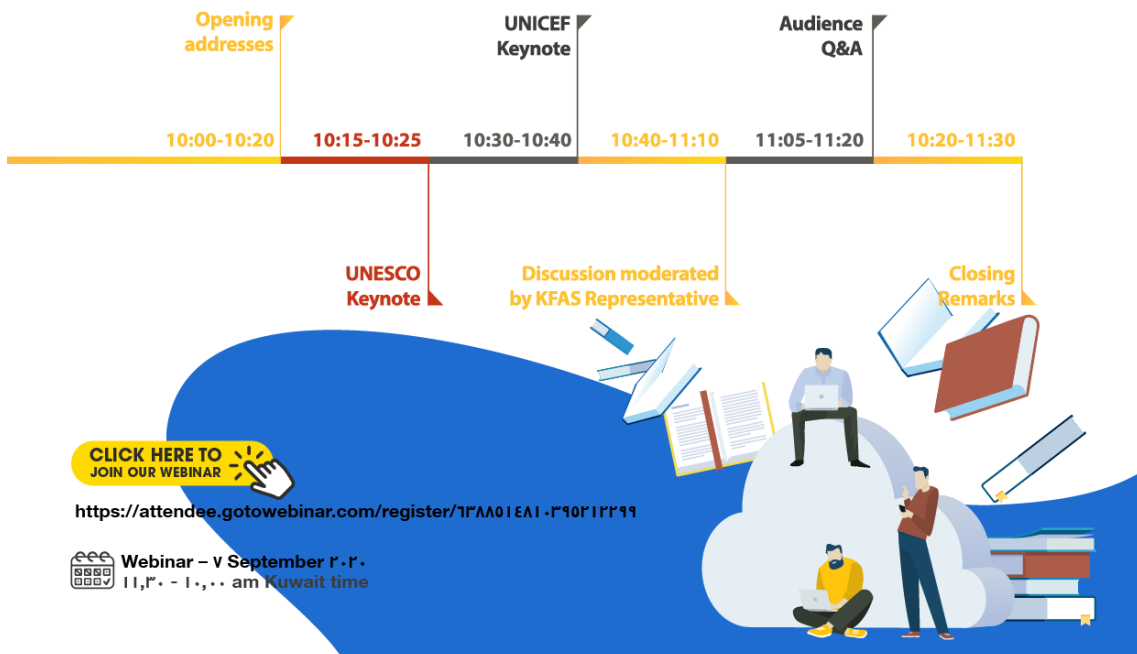 Opening
addresses
UNICEF
Keynote
Audience
Q&A
10:00-10:20
10:15-10:25
10:30-10:40
10:40-11:10
11:05-11:20
10:20-11:30
UNESCO
Keynote
Discussion moderated
by KFAS Representative
Closing
Remarks
CLICK HERE TO
JOIN OUR WEBINAR
https://attendee.gotowebinar.com/register/٦٣٨٨٥٠١٤٨١٠٣٩٥٢١٢٢٩٩
Webinar – ٧ September ٢٠٢٠
١١,٣٠ - ١٠,٠٠ am Kuwait time